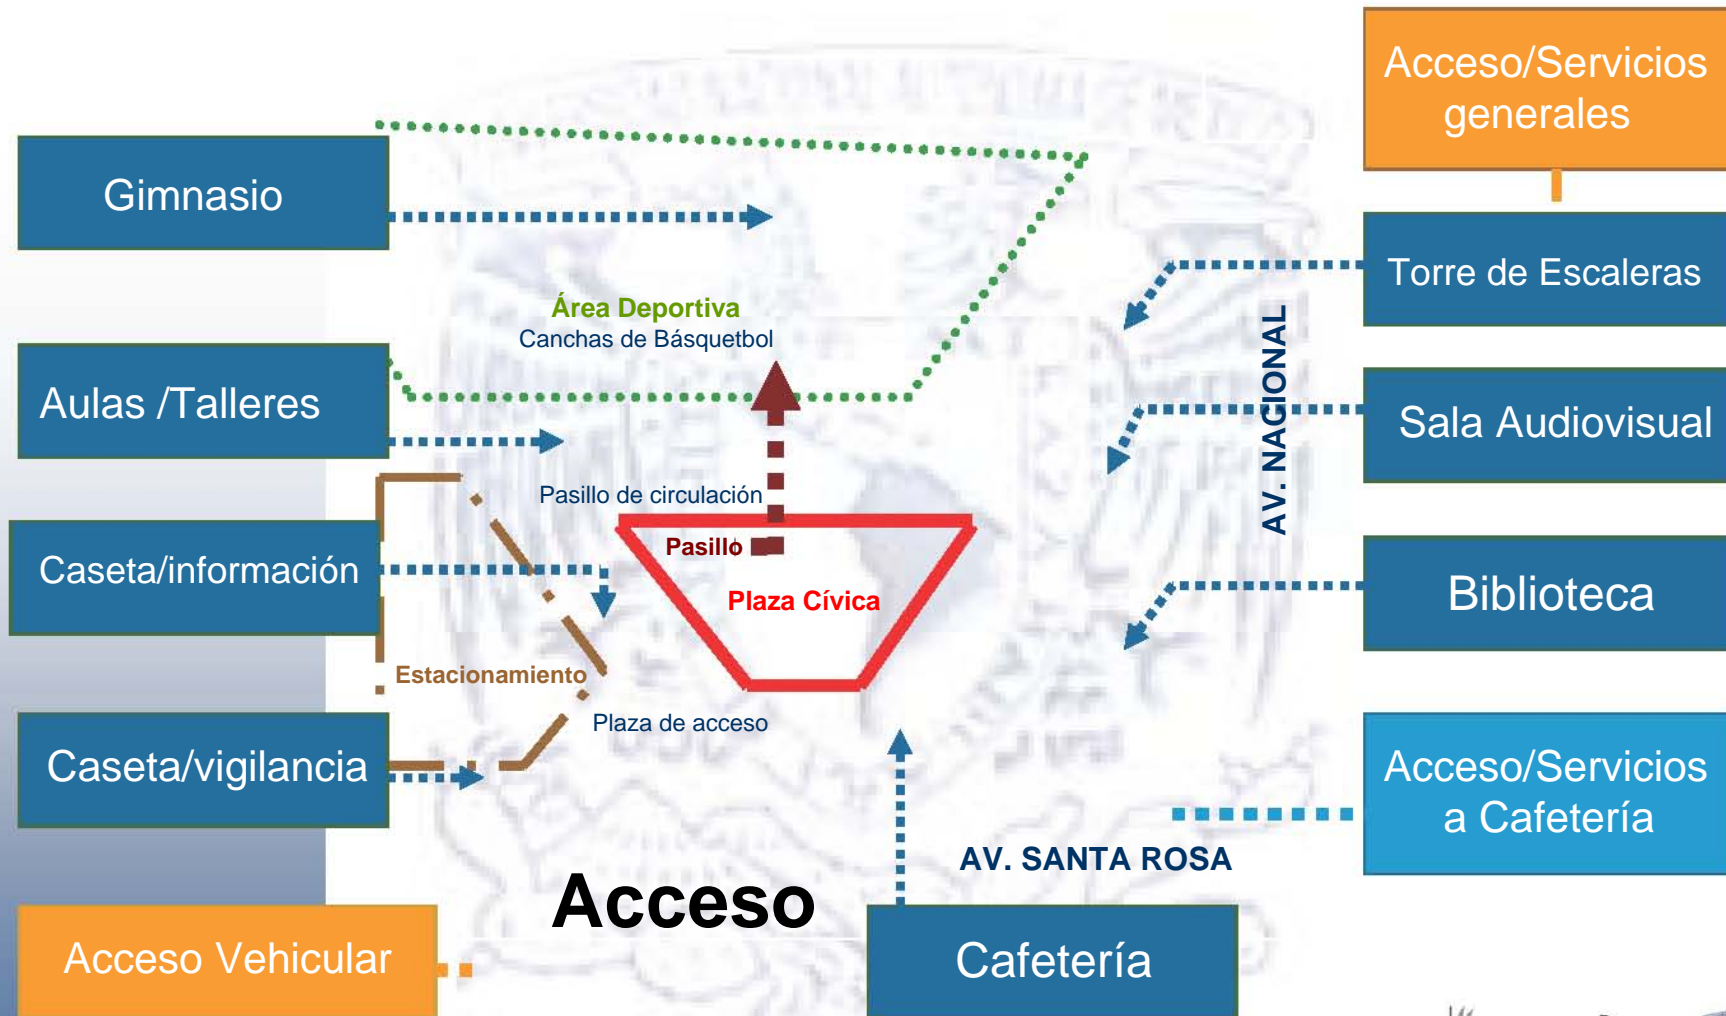 Acceso/Servicios
generales
Gimnasio
Torre de Escaleras
Área Deportiva
Canchas de Básquetbol
AV. NACIONAL
Aulas /Talleres
Sala Audiovisual
Pasillo de circulación
Pasillo
Caseta/información
Plaza Cívica
Biblioteca
Estacionamiento
Plaza de acceso
Caseta/vigilancia
Acceso/Servicios
a Cafetería
AV. SANTA ROSA
Acceso
Acceso Vehicular
Cafetería